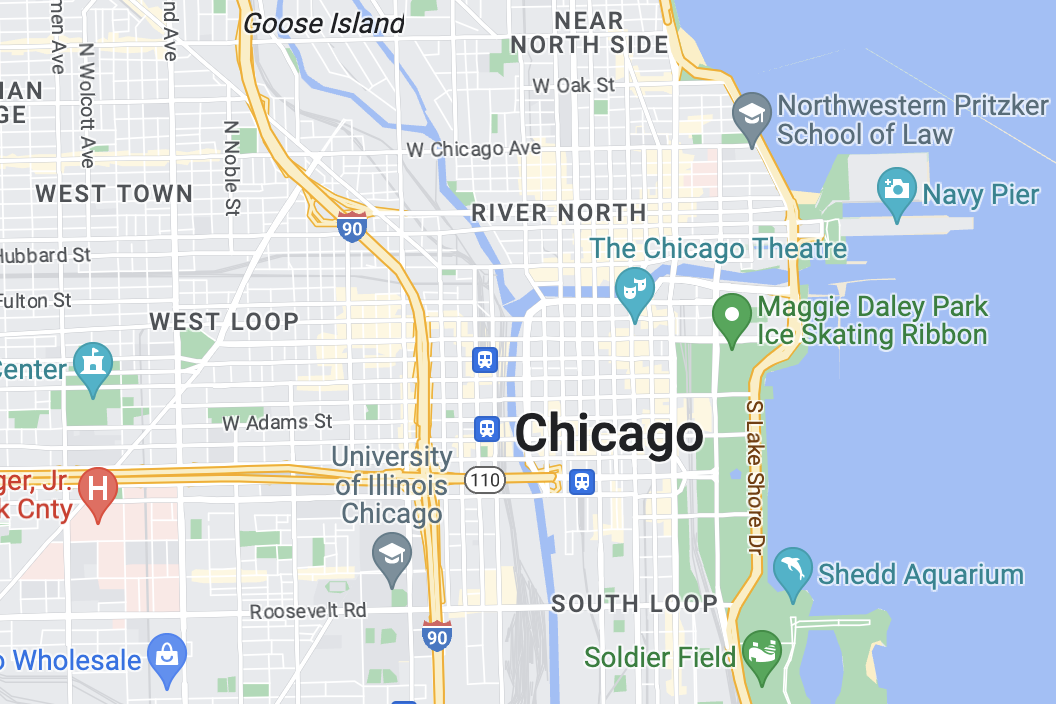 Goose Island
NEAR
NORTH SIDE
W Oak St
N Wolcott Ave
Northwestern Pritzker
School of Law
N Noble St
W Chicago Ave
WEST TOWN
Navy Pier
RIVER NORTH
90
Hubbard St
The Chicago Theatre
Fulton St
Maggie Daley Park
Ice Skating Ribbon
WEST LOOP
Center
W Adams St
Chicago
S Lake Shore Dr
University
of Illinois
Chicago
110
Jr.
H
Cnty
Shedd Aquarium
Roosevelt Rd
SOUTH LOOP
90
Soldier Field
Wholesale